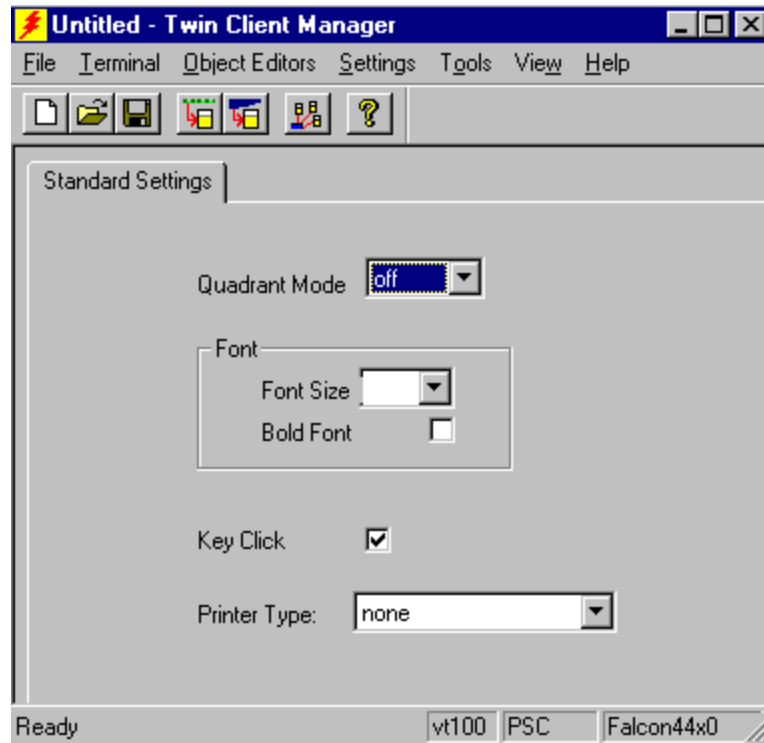 Untitled - Twin Client Manager
File Terminal Object Editors Settings Tools View Help
Standard Settings
Quadrant Mode off
Font
Font Size
Bold Font
Key Click
Printer Type: none
Ready vt100 PSC Falcon44x0